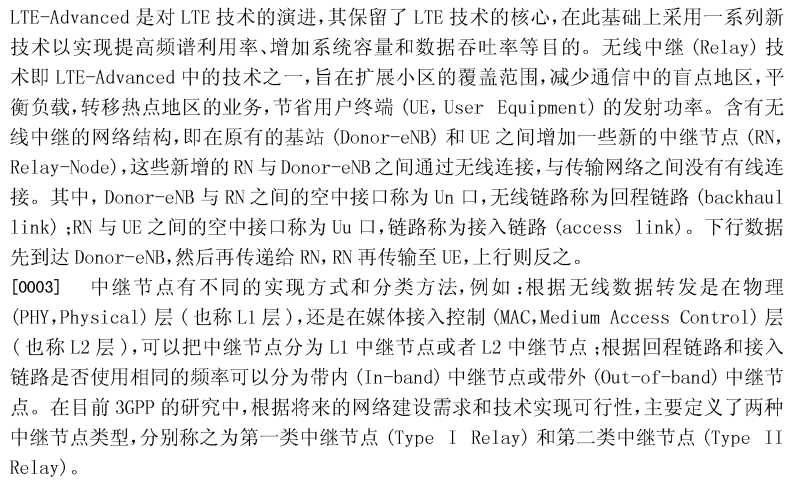 LTE-Advanced 是对 LTE 技术的演进,其保留了 LTE 技术的核心,在此基础上采用一系列新
技术以实现提高频谱利用率、增加系统容量和数据吞吐率等目的。无线中继 (Relay) 技
术即 LTE-Advanced 中的技术之一,旨在扩展小区的覆盖范围,减少通信中的盲点地区,平
衡负载,转移热点地区的业务,节省用户终端 (UE, User Equipment) 的发射功率。含有无
线中继的网络结构,即在原有的基站 (Donor-eNB) 和 UE 之间增加一些新的中继节点 (RN,
Relay-Node),这些新增的 RN 与 Donor-eNB 之间通过无线连接,与传输网络之间没有有线连
接。其中, Donor-eNB 与 RN 之间的空中接口称为 Un 口,无线链路称为回程链路 (backhaul
link) ;RN 与 UE 之间的空中接口称为 Uu 口,链路称为接入链路 (access link)。下行数据
先到达 Donor-eNB,然后再传递给 RN, RN 再传输至 UE,上行则反之。
[0003] 中继节点有不同的实现方式和分类方法,例如 :根据无线数据转发是在物理
(PHY,Physical) 层 ( 也称 L1 层 ),还是在媒体接入控制 (MAC,Medium Access Control) 层
( 也称 L2 层 ),可以把中继节点分为 L1 中继节点或者 L2 中继节点 ;根据回程链路和接入
链路是否使用相同的频率可以分为带内 (In-band) 中继节点或带外 (Out-of-band) 中继节
点。在目前 3GPP 的研究中,根据将来的网络建设需求和技术实现可行性,主要定义了两种
中继节点类型,分别称之为第一类中继节点 (Type I Relay) 和第二类中继节点 (Type II
Relay)。